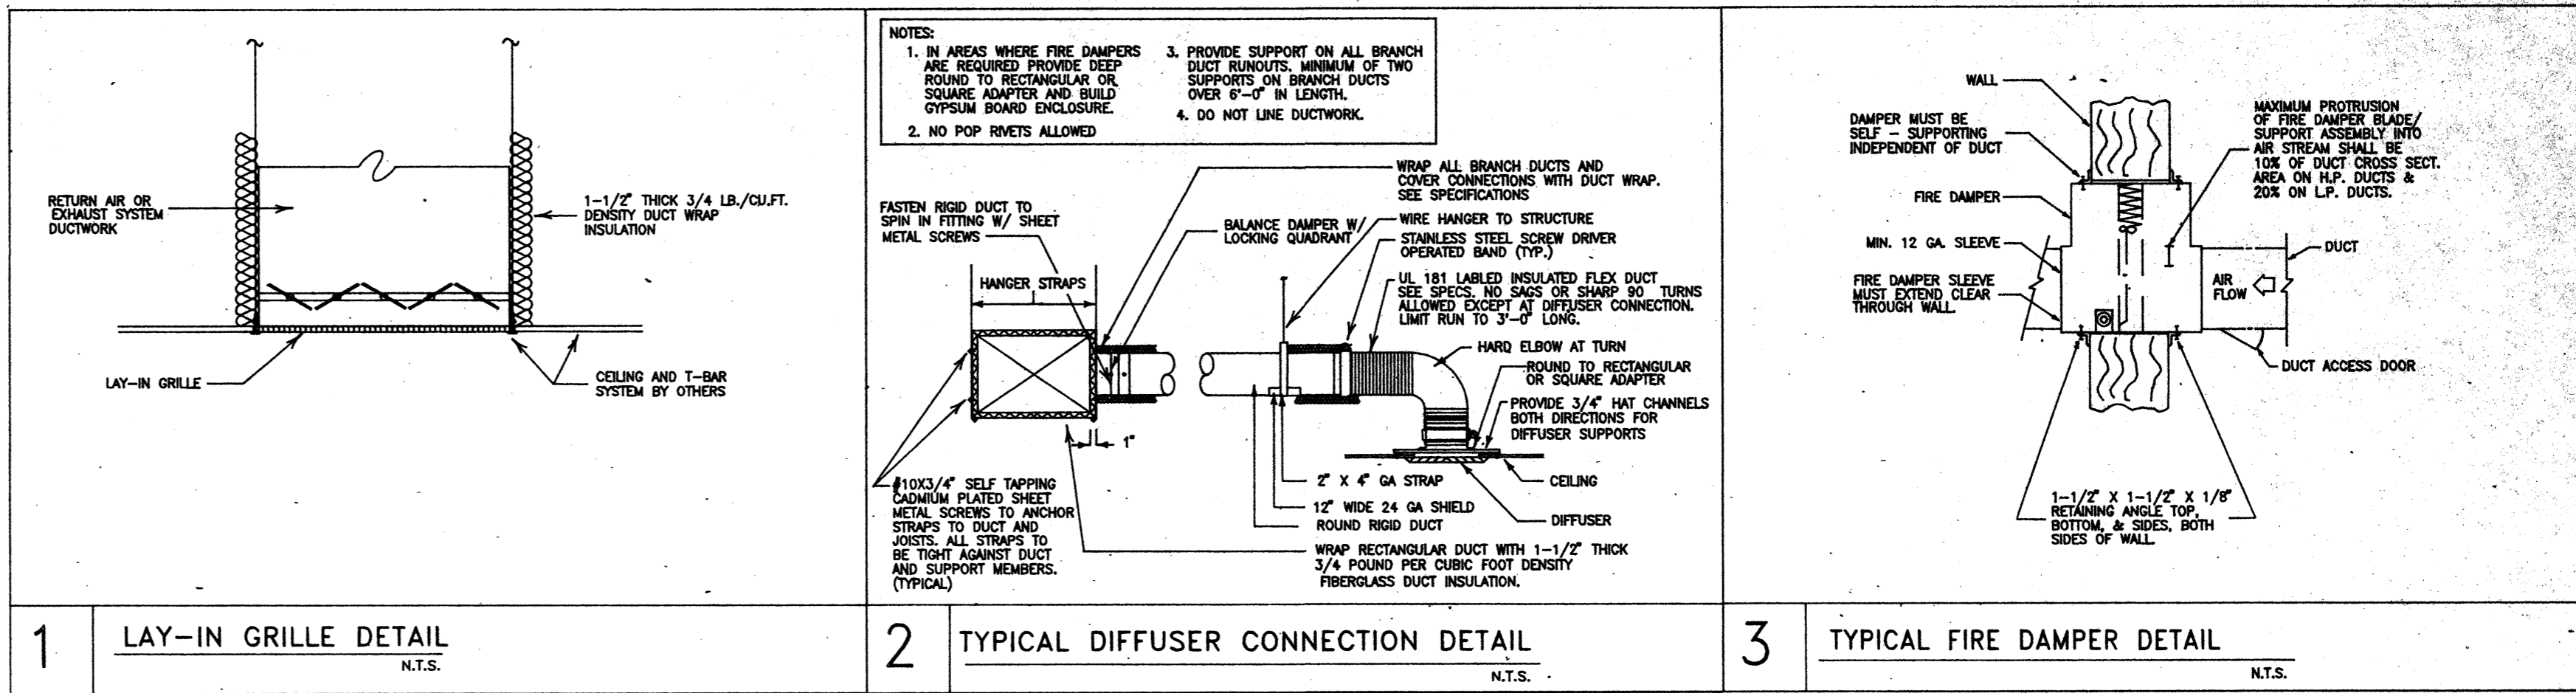 RETURN AIR OR
EXHAUST SYSTEM
DUCTWORK
1-1/2" THICK 3/4 LB./CU.FT.
DENSITY DUCT WRAP
INSULATION
LAY-IN GRILLE
CEILING AND T-BAR
SYSTEM BY OTHERS
1
LAY-IN GRILLE DETAIL
N.T.S.
NOTES:
1. IN AREAS WHERE FIRE DAMPERS
ARE REQUIRED PROVIDE DEEP
ROUND TO RECTANGULAR OR
SQUARE ADAPTER AND BUILD
GYPSUM BOARD ENCLOSURE.
2. NO POP RIVETS ALLOWED
3. PROVIDE SUPPORT ON ALL BRANCH
DUCT RUNOUTS. MINIMUM OF TWO
SUPPORTS ON BRANCH DUCTS
OVER 6'-0" IN LENGTH.
4. DO NOT LINE DUCTWORK.
WRAP ALL BRANCH DUCTS AND
COVER CONNECTIONS WITH DUCT WRAP.
SEE SPECIFICATIONS
FASTEN RIGID DUCT TO
SPIN IN FITTING W/ SHEET
METAL SCREWS
BALANCE DAMPER W/
LOCKING QUADRANT
WIRE HANGER TO STRUCTURE
STAINLESS STEEL SCREW DRIVER
OPERATED BAND (TYP.)
HANGER STRAPS
UL 181 LABLED INSULATED FLEX DUCT
SEE SPECS. NO SAGS OR SHARP 90 TURNS
ALLOWED EXCEPT AT DIFFUSER CONNECTION.
LIMIT RUN TO 3'-0" LONG.
HARD ELBOW AT TURN
ROUND TO RECTANGULAR
OR SQUARE ADAPTER
PROVIDE 3/4" HAT CHANNELS
BOTH DIRECTIONS FOR
DIFFUSER SUPPORTS
1"
#10X3/4" SELF TAPPING
CADMIUM PLATED SHEET
METAL SCREWS TO ANCHOR
STRAPS TO DUCT AND
JOISTS. ALL STRAPS TO
BE TIGHT AGAINST DUCT
AND SUPPORT MEMBERS.
(TYPICAL)
2" X 4" GA STRAP
CEILING
12" WIDE 24 GA SHIELD
ROUND RIGID DUCT
DIFFUSER
WRAP RECTANGULAR DUCT WITH 1-1/2" THICK
3/4 POUND PER CUBIC FOOT DENSITY
FIBERGLASS DUCT INSULATION.
2
TYPICAL DIFFUSER CONNECTION DETAIL
N.T.S.
WALL
DAMPER MUST BE
SELF - SUPPORTING
INDEPENDENT OF DUCT
MAXIMUM PROTRUSION
OF FIRE DAMPER BLADE/
SUPPORT ASSEMBLY INTO
AIR STREAM SHALL BE
10% OF DUCT CROSS SECT.
AREA ON H.P. DUCTS &
20% ON L.P. DUCTS.
FIRE DAMPER
MIN. 12 GA. SLEEVE
DUCT
FIRE DAMPER SLEEVE
MUST EXTEND CLEAR
THROUGH WALL
AIR
FLOW
DUCT ACCESS DOOR
1-1/2" X 1-1/2" X 1/8"
RETAINING ANGLE TOP,
BOTTOM, & SIDES, BOTH
SIDES OF WALL
3
TYPICAL FIRE DAMPER DETAIL
N.T.S.